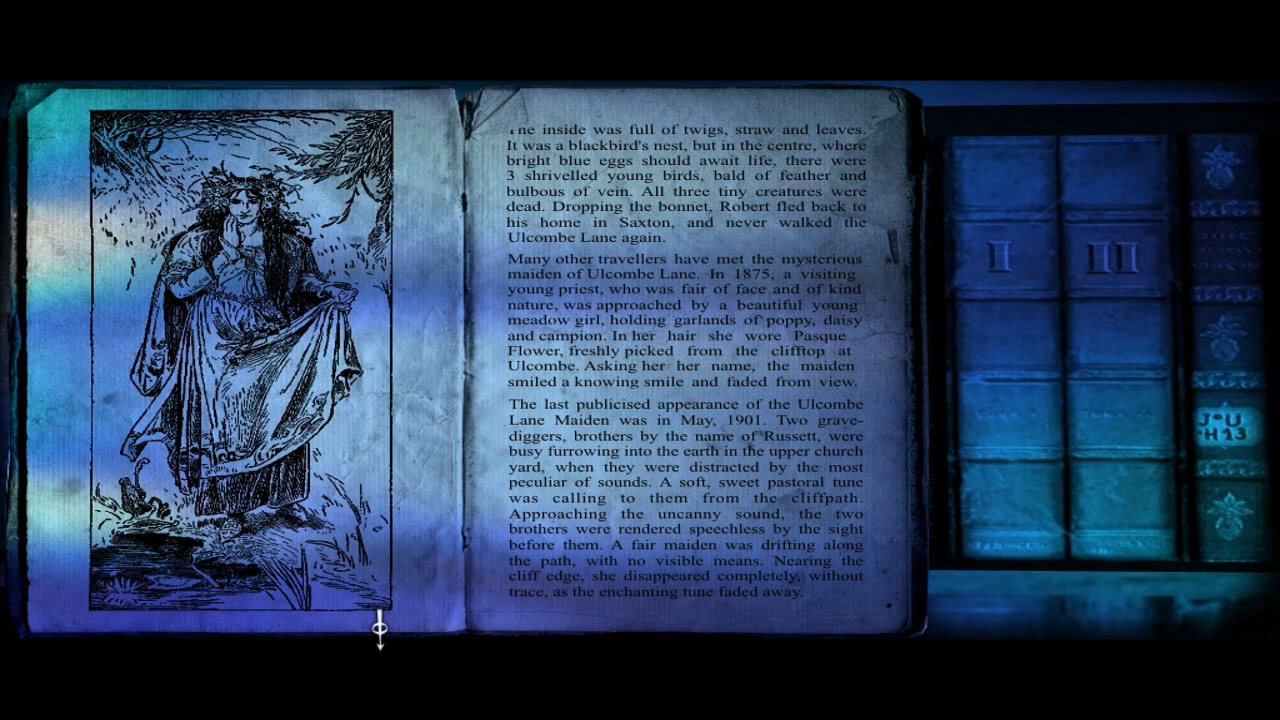 The inside was full of twigs, straw and leaves.
It was a blackbird's nest, but in the centre, where
bright blue eggs should await life, there were
3 shrivelled young birds, bald of feather and
bulbous of vein. All three tiny creatures were
dead. Dropping the bonnet, Robert fled back to
his home in Saxton, and never walked the
Ulcombe Lane again.
Many other travellers have met the mysterious
maiden of Ulcombe Lane. In 1875, a visiting
young priest, who was fair of face and of kind
nature, was approached by a beautiful young
meadow girl, holding garlands of poppy, daisy
and campion. In her hair she wore Pasque
Flower, freshly picked from the clifftop at
Ulcombe. Asking her her name, the maiden
smiled a knowing smile and faded from view.
The last publicised appearance of the Ulcombe
Lane Maiden was in May, 1901. Two grave-
diggers, brothers by the name of Russett, were
busy furrowing into the earth in the upper church
yard, when they were distracted by the most
peculiar of sounds. A soft, sweet pastoral tune
was calling to them from the cliffpath.
Approaching the uncanny sound, the two
brothers were rendered speechless by the sight
before them. A fair maiden was drifting along
the path, with no visible means. Nearing the
cliff edge, she disappeared completely, without
trace, as the enchanting tune faded away.
I
III
J·U
·H13